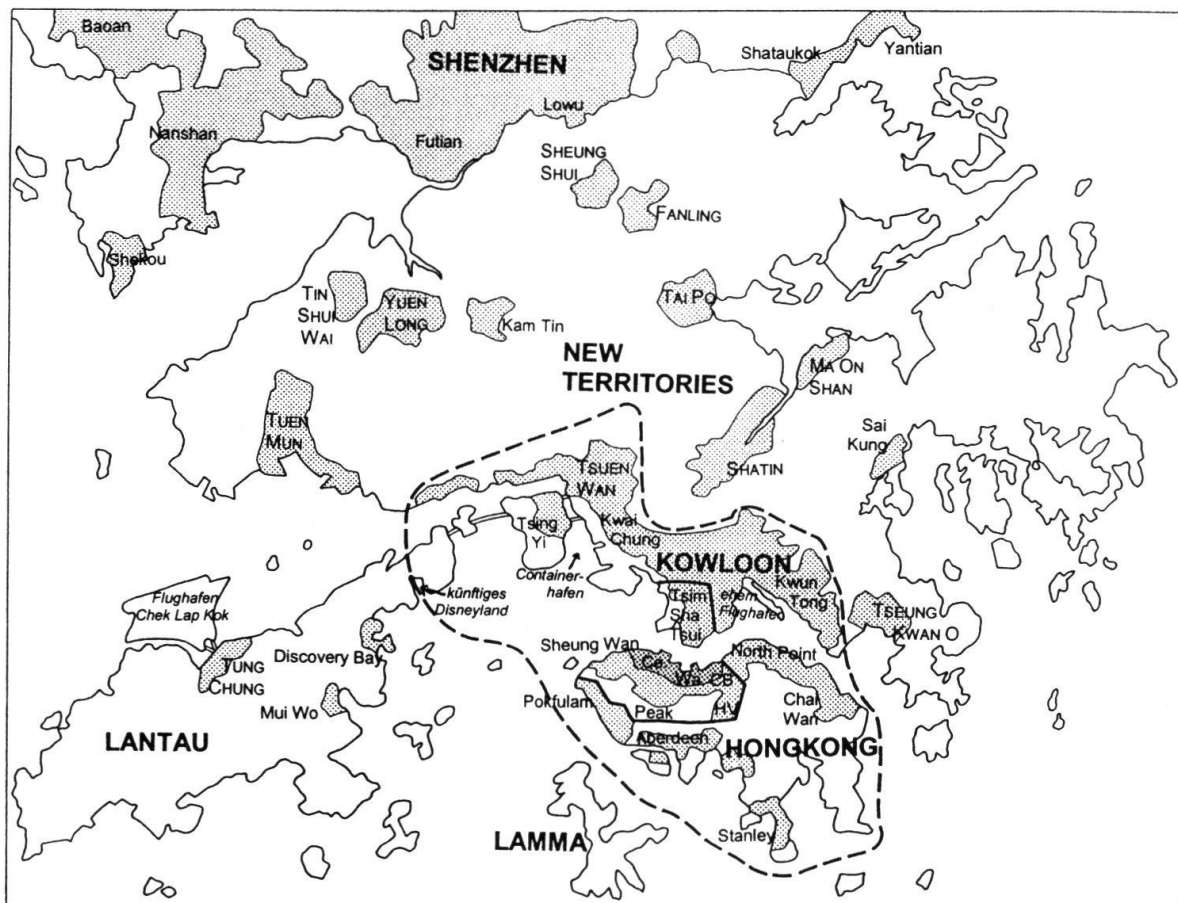 Baoan
SHENZHEN
Shataukok
Yantian
Lowu
Nanshan
Futian
SHEUNG
SHUI
FANLING
Shekou
TIN
SHUI
WAI
YUEN
LONG
Kam Tin
TAI PO
NEW
TERRITORIES
MA ON
SHAN
TUEN
MUN
Sai
Kung
SHATIN
TSUEN
WAN
Tsing
Yi
Kwai
Chung
KOWLOON
Container-
hafen
künftiges
Disneyland
Kwun
Tong
Flughafen
Chek Lap Kok
Tsim
Sha
Tsui
ehem
Flughafen
TSEUNG
KWAN O
Sheung Wan
North Point
Discovery Bay
TUNG
CHUNG
Ce
Wa
CB
Pokfulam
Peak
HV
Chai
Wan
Mui Wo
LANTAU
Aberdeen
HONGKONG
LAMMA
Stanley